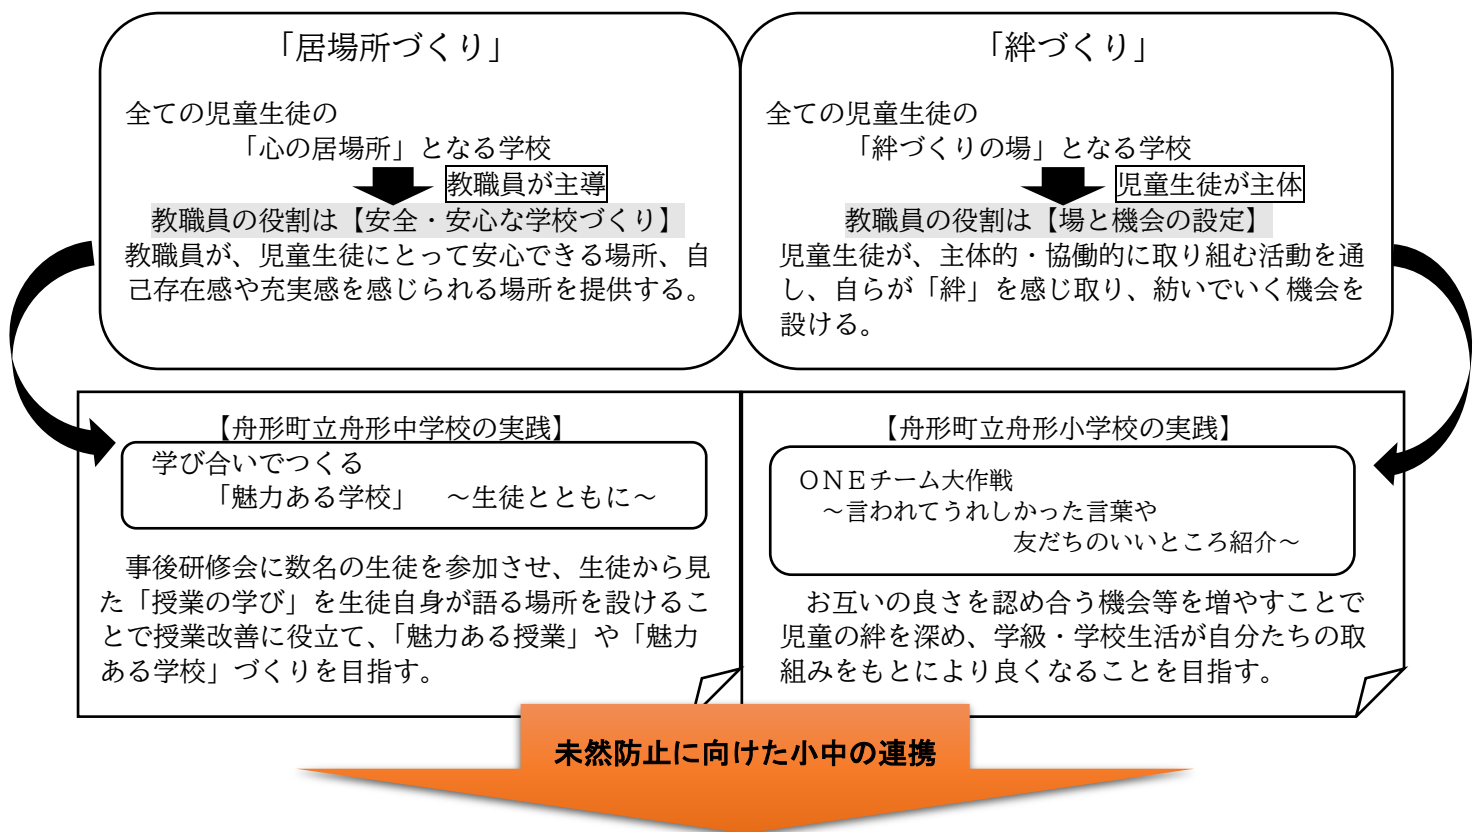 「居場所づくり」
全ての児童生徒の
「心の居場所」となる学校
教職員が主導
教職員の役割は【安全・安心な学校づくり】
教職員が、児童生徒にとって安心できる場所、自
己存在感や充実感を感じられる場所を提供する。
「絆づくり」
全ての児童生徒の
「絆づくりの場」となる学校
児童生徒が主体
教職員の役割は【場と機会の設定】
児童生徒が、主体的・協働的に取り組む活動を通
し、自らが「絆」を感じ取り、紡いでいく機会を
設ける。
【舟形町立舟形中学校の実践】
学び合いでつくる
「魅力ある学校」　～生徒とともに～
事後研修会に数名の生徒を参加させ、生徒から見
た「授業の学び」を生徒自身が語る場所を設けるこ
とで授業改善に役立て、「魅力ある授業」や「魅力
ある学校」づくりを目指す。
【舟形町立舟形小学校の実践】
ＯＮＥチーム大作戦
～言われてうれしかった言葉や
友だちのいいところ紹介～
お互いの良さを認め合う機会等を増やすことで
児童の絆を深め、学級・学校生活が自分たちの取
組みをもとにより良くなることを目指す。
未然防止に向けた小中の連携